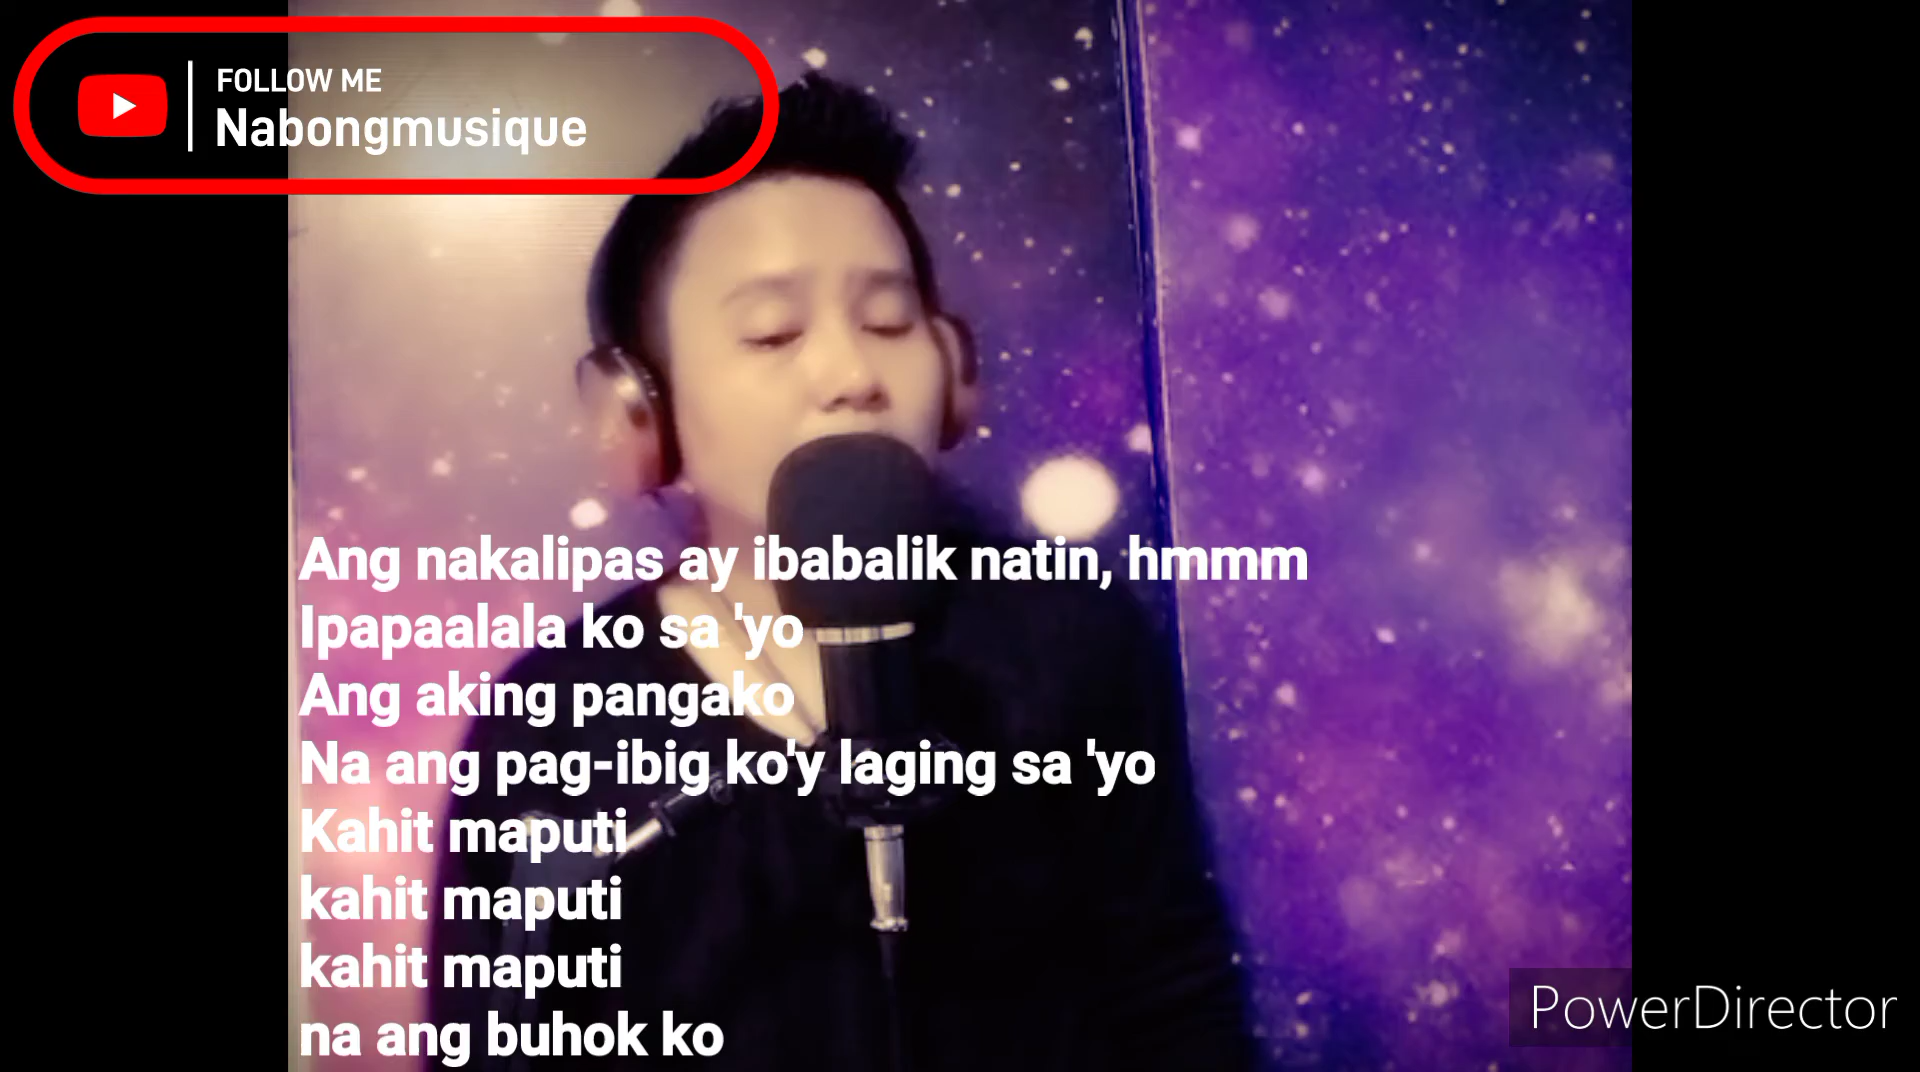 FOLLOW ME
Nabongmusique
Ang nakalipas ay ibabalik natin, hmmm
Ipapaalala ko sa 'yo
Ang aking pangako
Na ang pag-ibig ko'y laging sa 'yo
Kahit maputi
kahit maputi
kahit maputi
na ang buhok ko
PowerDirector